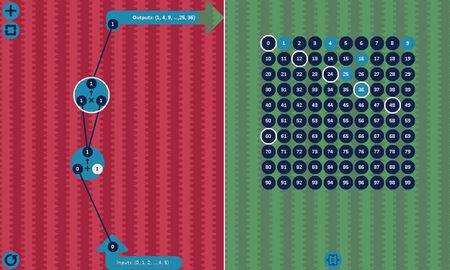 1
Outputs: {1, 4, 9, ...,25, 36}
1
×
1 1
1
+
0 1
0
Inputs: {0, 1, 2, ...,4, 5}
0 1 2 3 4 5 6 7 8 9
10 11 12 13 14 15 16 17 18 19
20 21 22 23 24 25 26 27 28 29
30 31 32 33 34 35 36 37 38 39
40 41 42 43 44 45 46 47 48 49
50 51 52 53 54 55 56 57 58 59
60 61 62 63 64 65 66 67 68 69
70 71 72 73 74 75 76 77 78 79
80 81 82 83 84 85 86 87 88 89
90 91 92 93 94 95 96 97 98 99